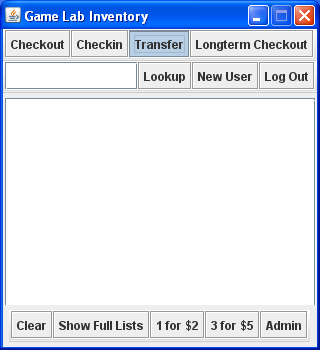 Game Lab Inventory
Checkout Checkin Transfer Longterm Checkout
Lookup New User Log Out
Clear Show Full Lists 1 for $2 3 for $5 Admin